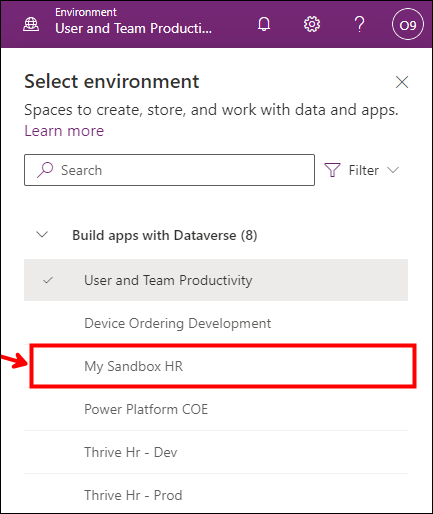 Environment
User and Team Producti...
O9
Select environment
Spaces to create, store, and work with data and apps.
Learn more
Search
Filter
Build apps with Dataverse (8)
User and Team Productivity
Device Ordering Development
My Sandbox HR
Power Platform COE
Thrive Hr - Dev
Thrive Hr - Prod